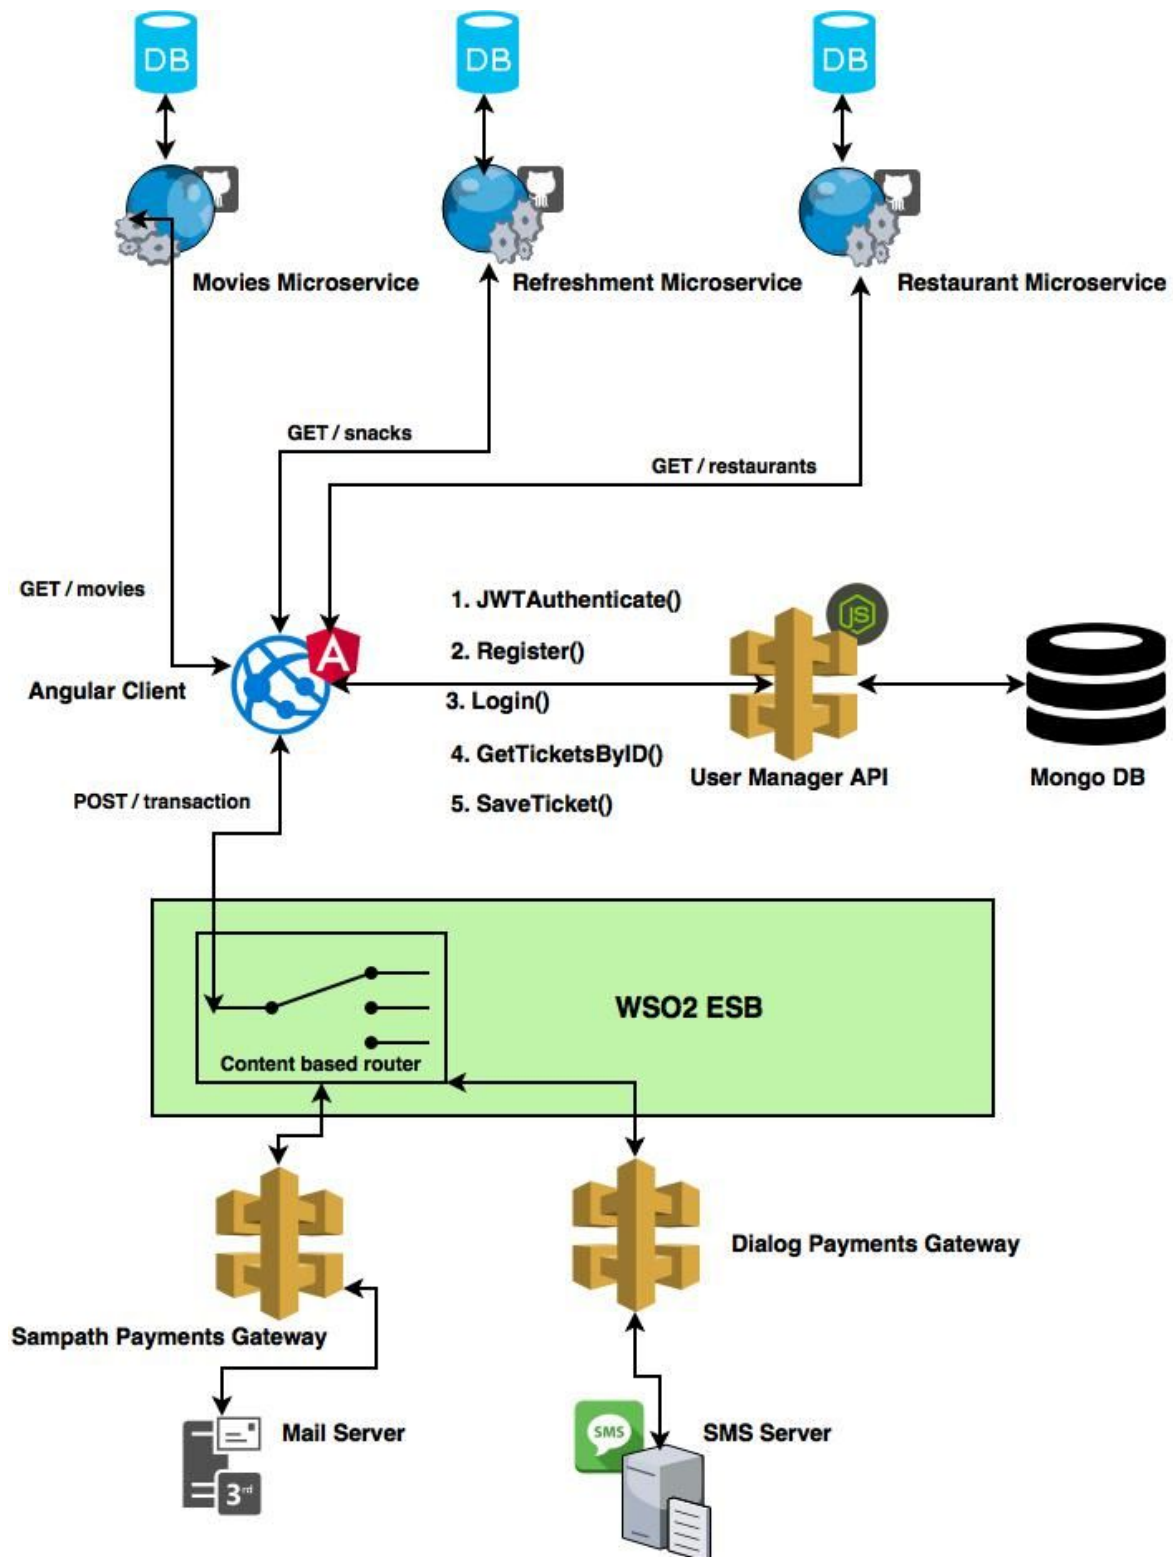 DB
DB
DB
Movies Microservice
Refreshment Microservice
Restaurant Microservice
GET / snacks
GET / restaurants
GET / movies
1. JWTAuthenticate()
JS
2. Register()
A
Angular Client
3. Login()
4. GetTicketsByID()
User Manager API
Mongo DB
POST / transaction
5. SaveTicket()
WSO2 ESB
Content based router
Dialog Payments Gateway
Sampath Payments Gateway
Mail Server
SMS
SMS Server
3rd